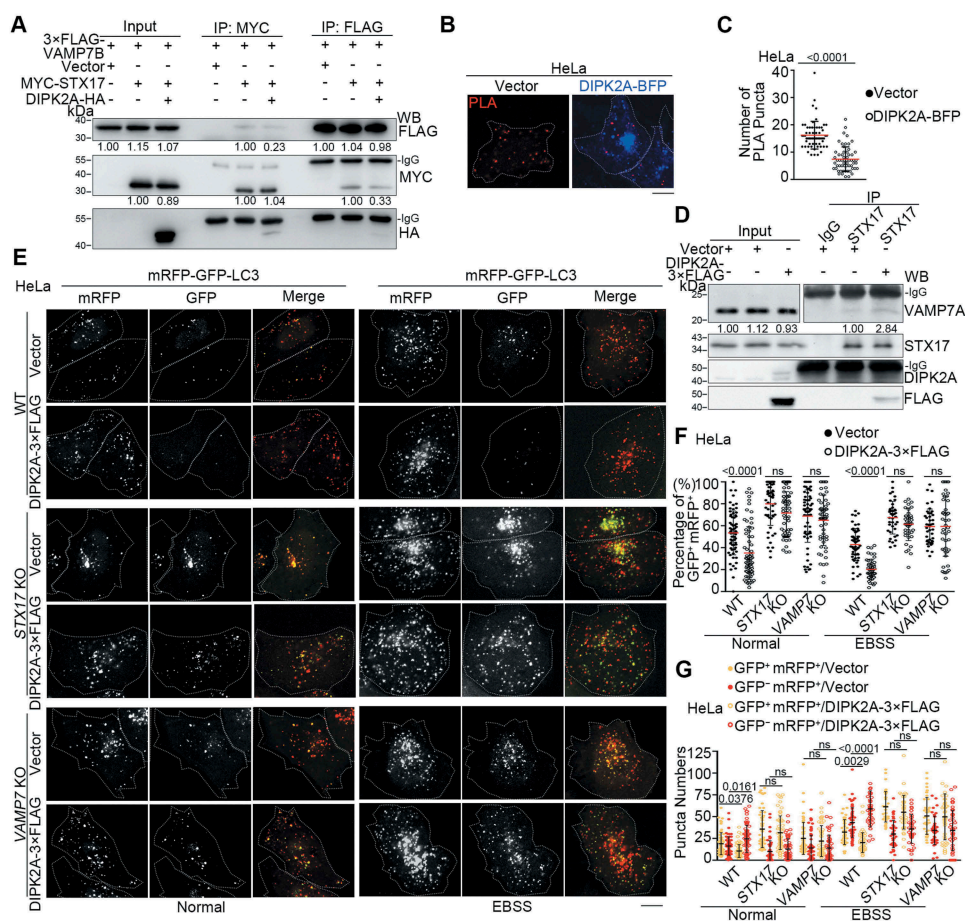 A
Input
IP: MYC
IP: FLAG
3×FLAG-VAMP7B + + + + + + + + +
Vector + - - + - - + - -
MYC-STX17 - + + - + + - + +
DIPK2A-HA - - + - - + - - +
kDa
WB
40
30
FLAG
1.00 1.15 1.07 1.00 0.23 1.00 1.04 0.98
55
40
35
-IgG
MYC
1.00 0.89 1.00 1.04 1.00 0.33
55
40
-IgG
HA
B
HeLa
Vector
DIPK2A-BFP
PLA
C
HeLa
<0.0001
Vector
DIPK2A-BFP
Number of PLA Puncta
40
30
20
10
0
D
Input
IP
IgG
STX17
STX17
Vector + + - + + -
DIPK2A-3×FLAG - - + - - +
kDa
WB
25
20
-IgG
VAMP7A
1.00 1.12 0.93 1.00 2.84
43
34
STX17
50
40
-IgG
DIPK2A
50
40
FLAG
E
HeLa
mRFP-GFP-LC3
mRFP-GFP-LC3
mRFP
GFP
Merge
mRFP
GFP
Merge
WT
Vector
DIPK2A-3×FLAG
STX17 KO
Vector
DIPK2A-3×FLAG
VAMP7 KO
Vector
DIPK2A-3×FLAG
Normal
EBSS
F
HeLa
Vector
DIPK2A-3×FLAG
<0.0001
ns
ns
<0.0001
ns
ns
Percentage of (%)
GFP⁺ mRFP⁺
100
80
60
40
20
0
WT
STX17 KO
VAMP7 KO
WT
STX17 KO
VAMP7 KO
Normal
EBSS
G
HeLa
GFP⁺ mRFP⁺/Vector
GFP⁻ mRFP⁺/Vector
GFP⁺ mRFP⁺/DIPK2A-3×FLAG
GFP⁻ mRFP⁺/DIPK2A-3×FLAG
0.0161
0.0376
ns
ns
ns
ns
<0.0001
0.0029
ns
ns
ns
ns
Puncta Numbers
125
100
75
50
25
0
WT
STX17 KO
VAMP7 KO
WT
STX17 KO
VAMP7 KO
Normal
EBSS